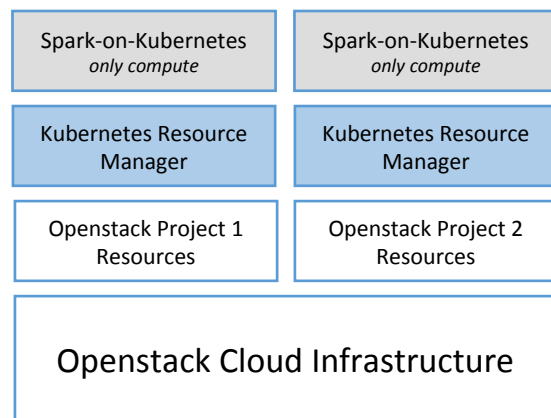 Spark-on-Kubernetes
only compute
Spark-on-Kubernetes
only compute
Kubernetes Resource
Manager
Kubernetes Resource
Manager
Openstack Project 1
Resources
Openstack Project 2
Resources
Openstack Cloud Infrastructure